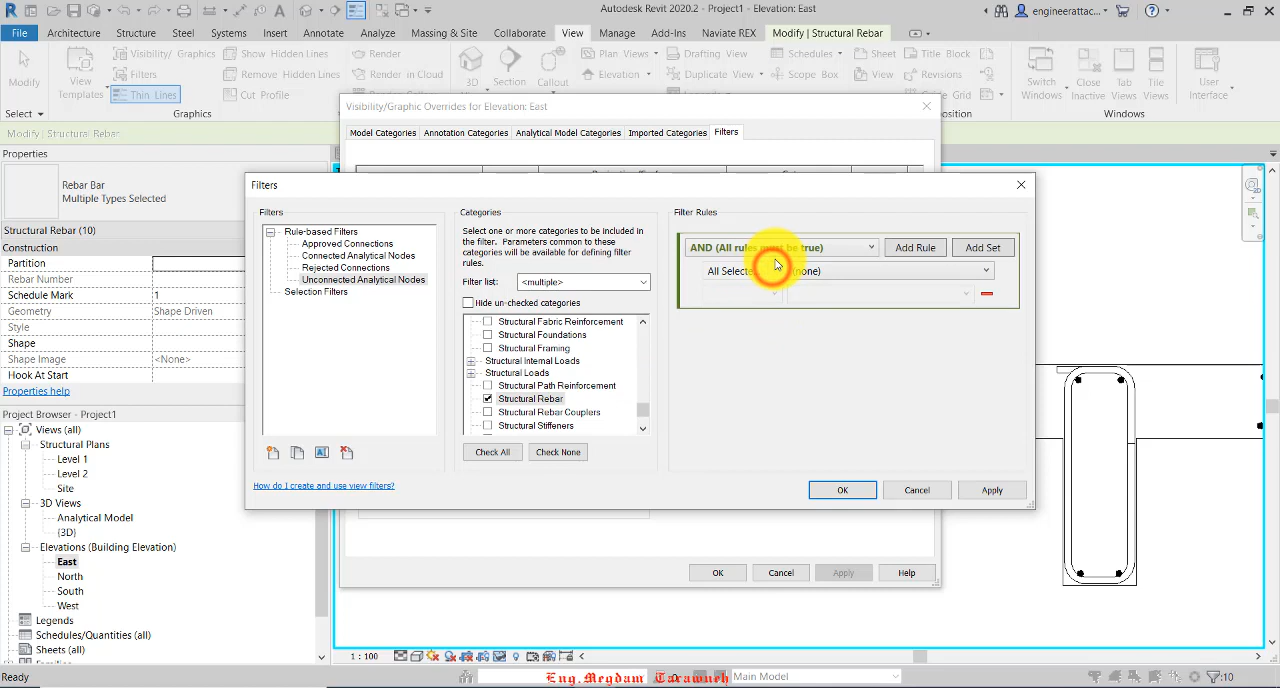 Autodesk Revit 2020.2 - Project1 - Elevation: East
engineerattac...
File Architecture Structure Steel Systems Insert Annotate Analyze Massing & Site Collaborate View Manage Add-Ins Naviate REX Modify | Structural Rebar
Modify
View Templates
Visibility/ Graphics
Filters
Thin Lines
Show Hidden Lines
Remove Hidden Lines
Cut Profile
Render
Render in Cloud
3D
Section
Callout
Plan Views
Elevation
Drafting View
Duplicate View
Schedules
Scope Box
Sheet
View
Title Block
Revisions
Switch Windows
Close Inactive
Tab Views
Tile Views
User Interface
Select
Graphics
Windows
Modify | Structural Rebar
Properties
Rebar Bar
Multiple Types Selected
Structural Rebar (10)
Construction
Partition
Rebar Number
Schedule Mark: 1
Geometry Shape Driven
Style
Shape
Shape Image <None>
Hook At Start
Properties help
Project Browser - Project1
Views (all)
Structural Plans
Level 1
Level 2
Site
3D Views
Analytical Model
{3D}
Elevations (Building Elevation)
East
North
South
West
Legends
Schedules/Quantities (all)
Sheets (all)
Visibility/Graphic Overrides for Elevation: East
Model Categories Annotation Categories Analytical Model Categories Imported Categories Filters
Filters
Filters
Rule-based Filters
Approved Connections
Connected Analytical Nodes
Rejected Connections
Unconnected Analytical Nodes
Selection Filters
How do I create and use view filters?
Categories
Select one or more categories to be included in the filter. Parameters common to these categories will be available for defining filter rules.
Filter list: <multiple>
Hide un-checked categories
Structural Fabric Reinforcement
Structural Foundations
Structural Framing
Structural Internal Loads
Structural Loads
Structural Path Reinforcement
Structural Rebar
Structural Rebar Couplers
Structural Stiffeners
Check All Check None
Filter Rules
AND (All rules must be true) Add Rule Add Set
All Selec (none)
OK Cancel Apply
OK Cancel Apply Help
1 : 100
Ready
Eng.Megdam Tarawneh
Main Model
:10